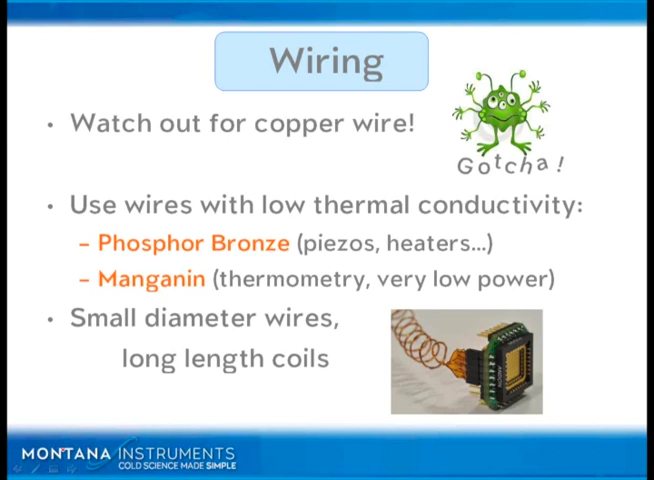 Wiring
• Watch out for copper wire!
Gotcha!
• Use wires with low thermal conductivity:
– Phosphor Bronze (piezos, heaters...)
– Manganin (thermometry, very low power)
• Small diameter wires,
long length coils
MONTANA INSTRUMENTS
COLD SCIENCE MADE SIMPLE